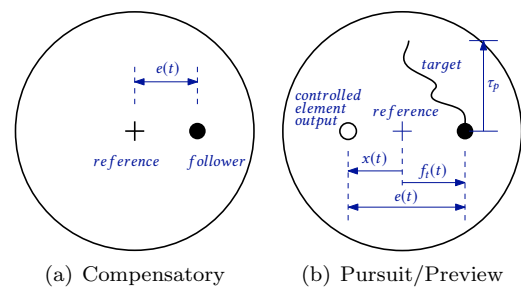 e(t)
reference
follower
(a) Compensatory
target
τp
controlled
element
output
reference
x(t)
ft(t)
e(t)
(b) Pursuit/Preview